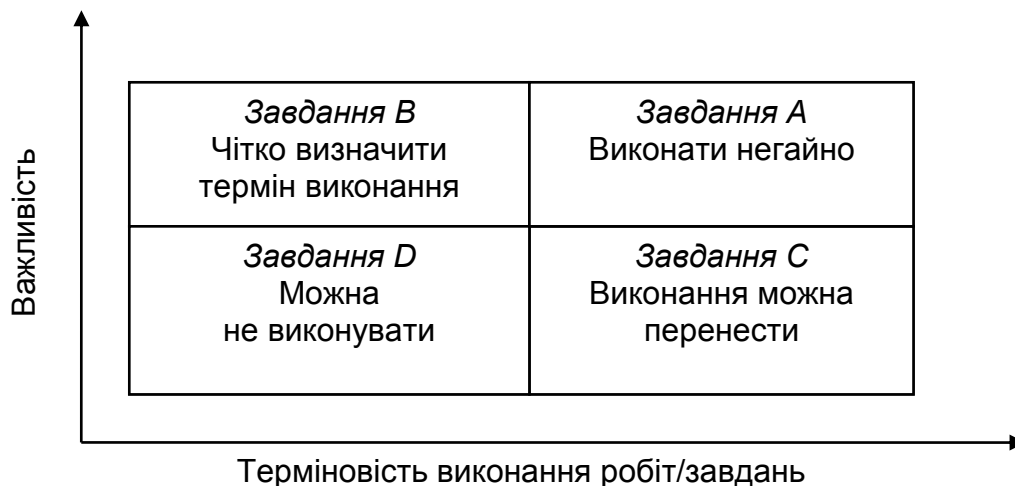 Важливість
Завдання B
Чітко визначити
термін виконання
Завдання A
Виконати негайно
Завдання D
Можна
не виконувати
Завдання C
Виконання можна
перенести
Терміновість виконання робіт/завдань